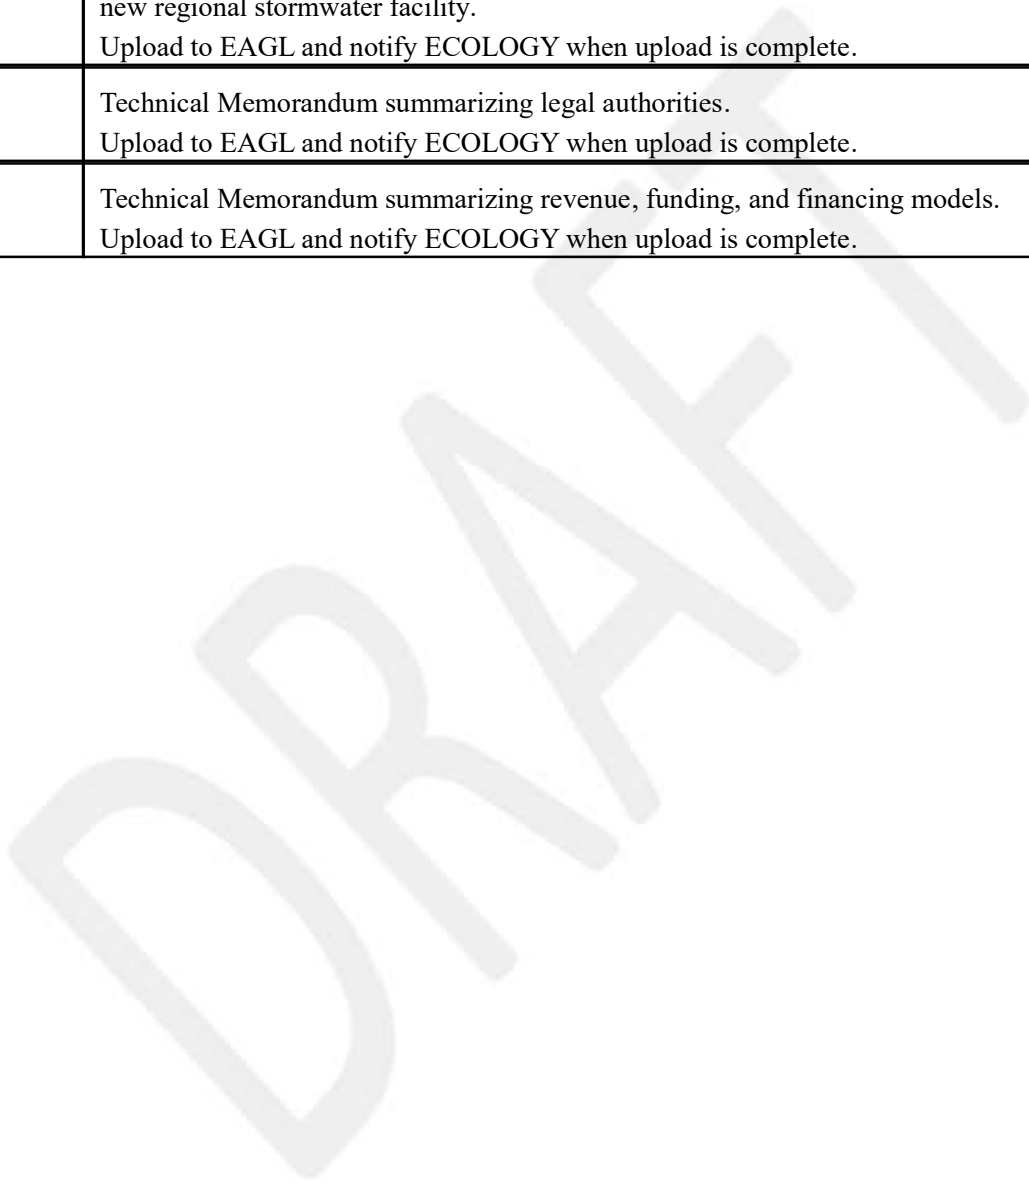 new regional stormwater facility.
Upload to EAGL and notify ECOLOGY when upload is complete.
Technical Memorandum summarizing legal authorities.
Upload to EAGL and notify ECOLOGY when upload is complete.
Technical Memorandum summarizing revenue, funding, and financing models.
Upload to EAGL and notify ECOLOGY when upload is complete.
DRAFT